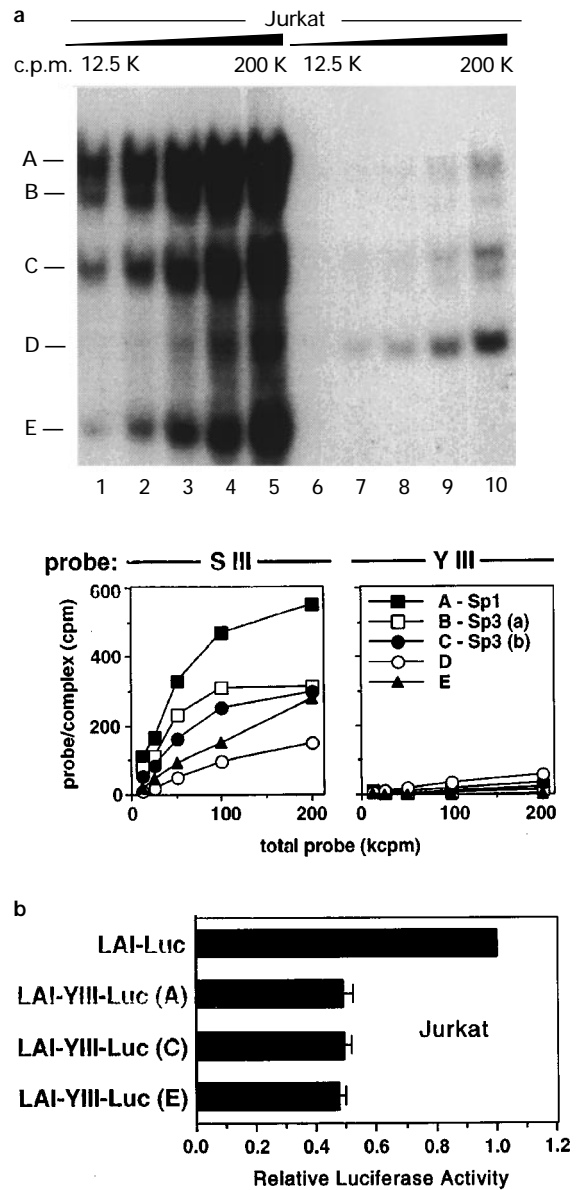 a
Jurkat
c.p.m. 12.5 K 200 K 12.5 K 200 K
A
B
C
D
E
1 2 3 4 5 6 7 8 9 10
probe: S III Y III
probe/complex (cpm)
600
400
200
0
A - Sp1
B - Sp3 (a)
C - Sp3 (b)
D
E
0 100 200 0 100 200
total probe (kcpm)
b
LAI-Luc
LAI-YIII-Luc (A)
LAI-YIII-Luc (C)
LAI-YIII-Luc (E)
Jurkat
0.0 0.2 0.4 0.6 0.8 1.0 1.2
Relative Luciferase Activity